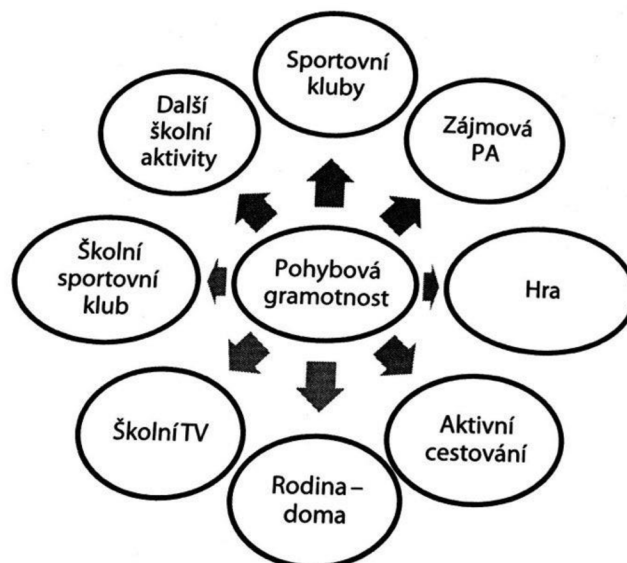 Sportovní
kluby
Další
školní
aktivity
Zájmová
PA
Školní
sportovní
klub
Pohybová
gramotnost
Hra
Školní TV
Aktivní
cestování
Rodina –
doma